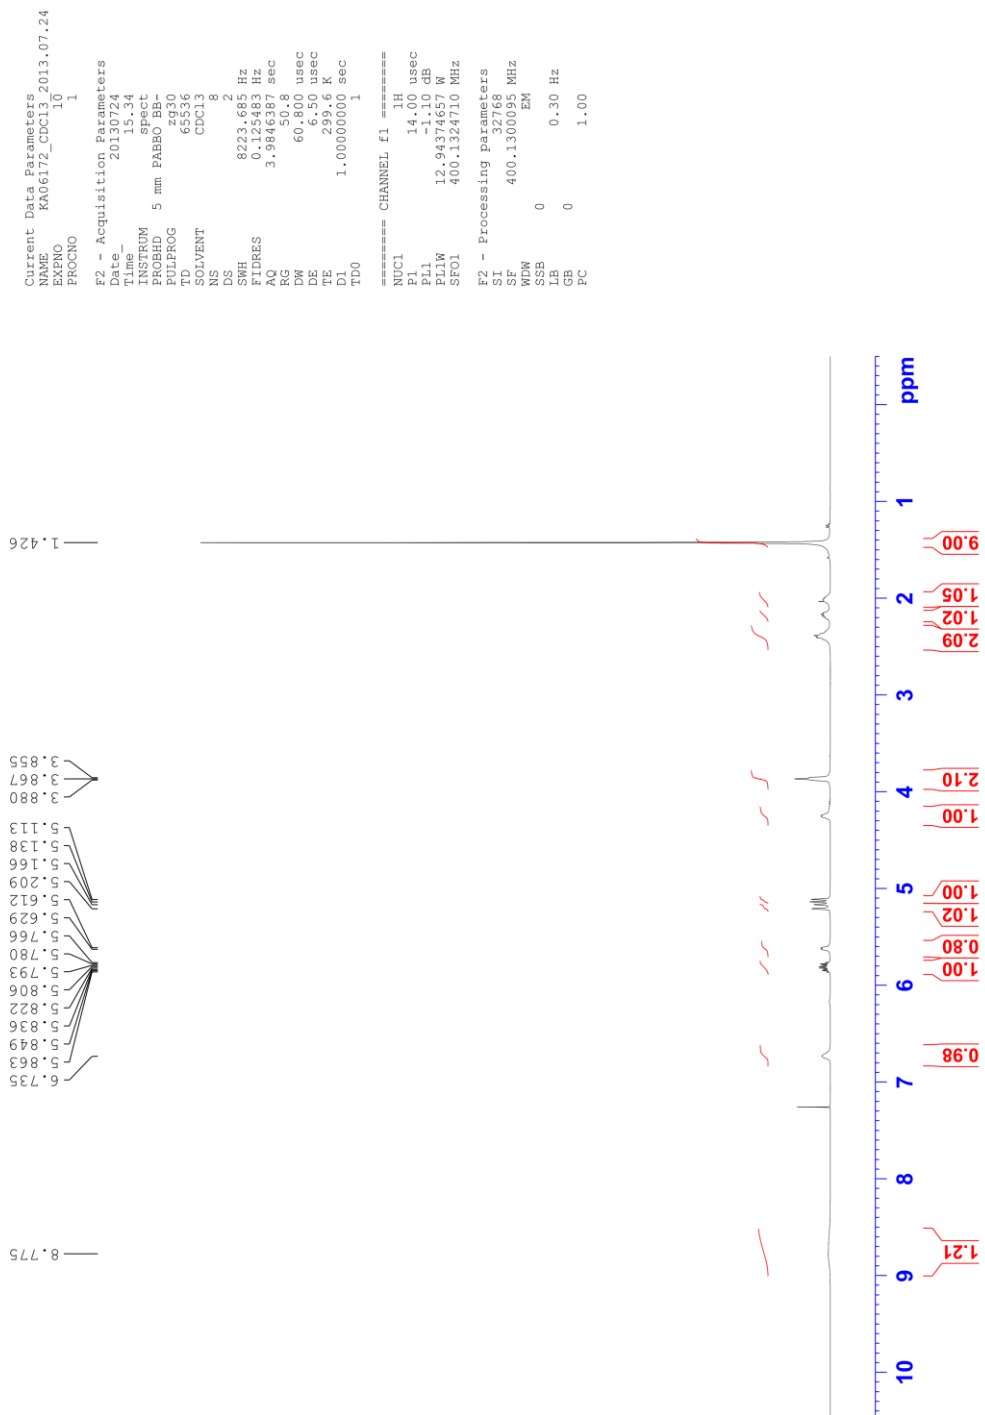 Current Data Parameters
NAME KA06172_CDCl3_2013.07.24
EXPNO 10
PROCNO 1
F2 - Acquisition Parameters
Date_ 20130724
Time_ 15.34
INSTRUM spect
PROBHD 5 mm PABBO BB-
PULPROG zg30
TD 65536
SOLVENT CDCl3
NS 8
DS 2
SWH 8223.685 Hz
FIDRES 0.125483 Hz
AQ 3.9846387 sec
RG 50.8
DW 60.800 usec
DE 6.50 usec
TE 299.6 K
D1 1.00000000 sec
TD0 1
======== CHANNEL f1 ========
NUC1 1H
P1 14.00 usec
PL1 -1.10 dB
PL1W 12.94374657 W
SFO1 400.1324710 MHz
F2 - Processing parameters
SI 32768
SF 400.1300095 MHz
WDW EM
SSB 0
LB 0.30 Hz
GB 0
PC 1.00
8.775
6.735
5.863
5.849
5.836
5.822
5.806
5.793
5.780
5.766
5.629
5.612
5.209
5.166
5.138
5.113
3.880
3.867
3.855
1.426
10 9 8 7 6 5 4 3 2 1 ppm
1.21
0.98
1.00
0.80
1.02
1.00
1.00
2.10
2.09
1.02
1.05
9.00